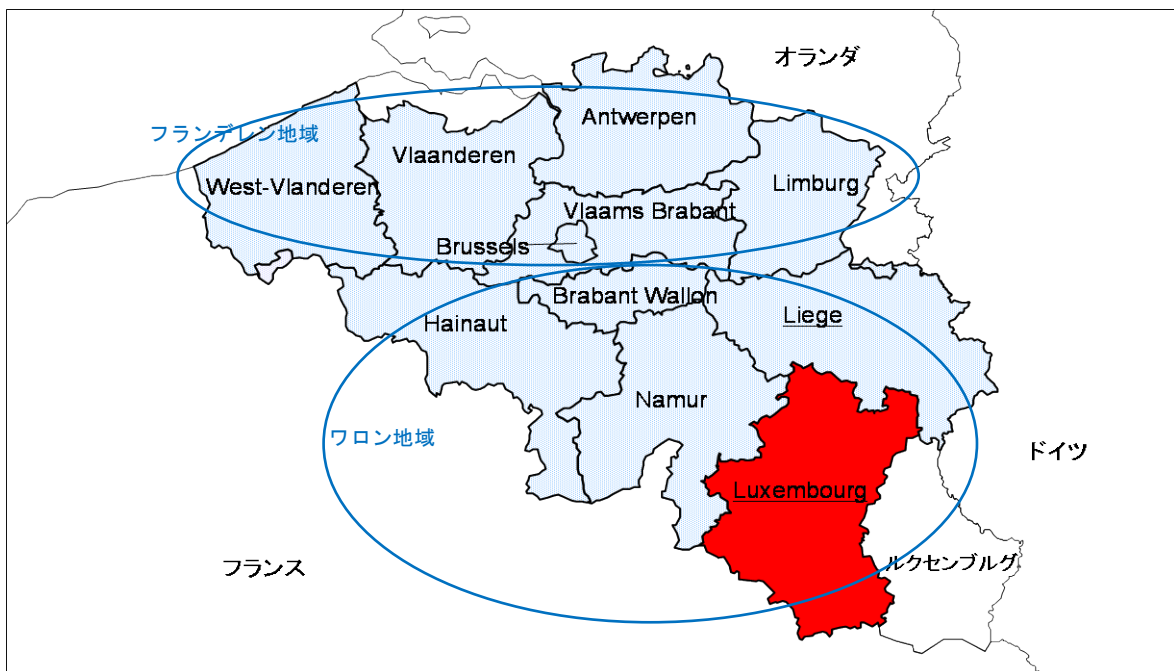 オランダ
Antwerpen
フランデレン地域
Vlaanderen
West-Vlanderen
Limburg
Vlaams Brabant
Brussels
Brabant Wallon
Liege
Hainaut
Namur
ワロン地域
ドイツ
Luxembourg
フランス
ルクセンブルグ